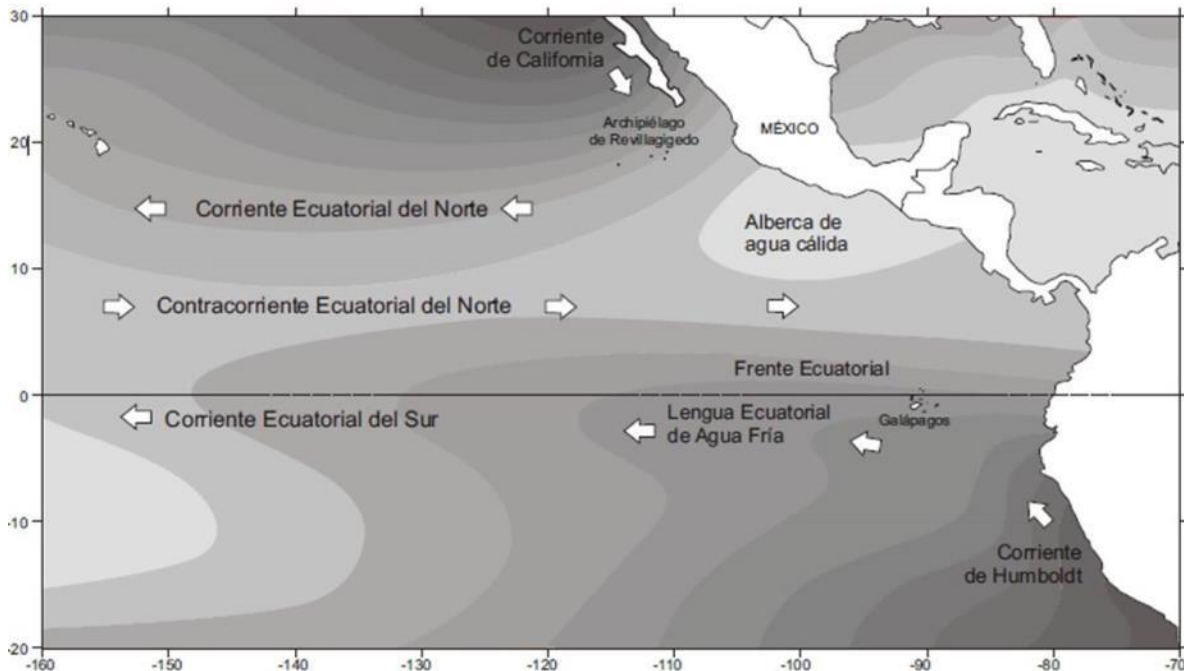 30
Corriente
de California
Archipiélago
de Revillagigedo
MÉXICO
20
Corriente Ecuatorial del Norte
Alberca de
agua cálida
10
Contracorriente Ecuatorial del Norte
Frente Ecuatorial
0
Corriente Ecuatorial del Sur
Lengua Ecuatorial
de Agua Fría
Galápagos
-10
Corriente
de Humboldt
-20
-160 -150 -140 -130 -120 -110 -100 -90 -80 -70